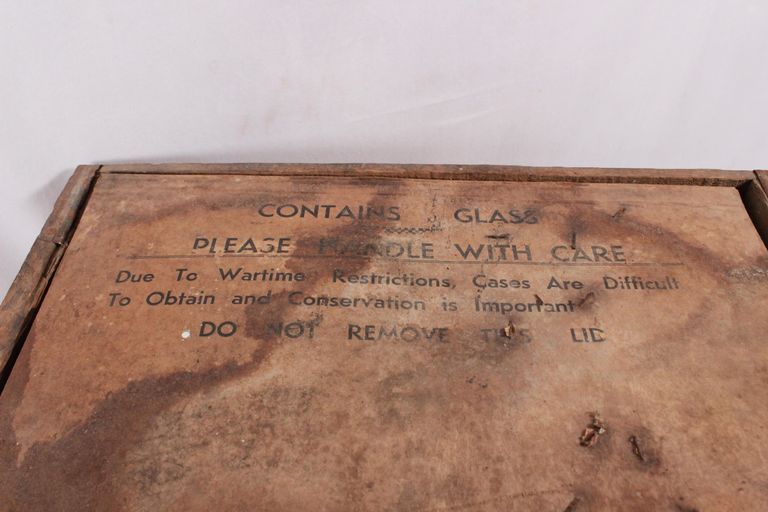 CONTAINS GLASS
PLEASE HANDLE WITH CARE
Due To Wartime Restrictions, Cases Are Difficult
To Obtain and Conservation is Important
DO NOT REMOVE THIS LID